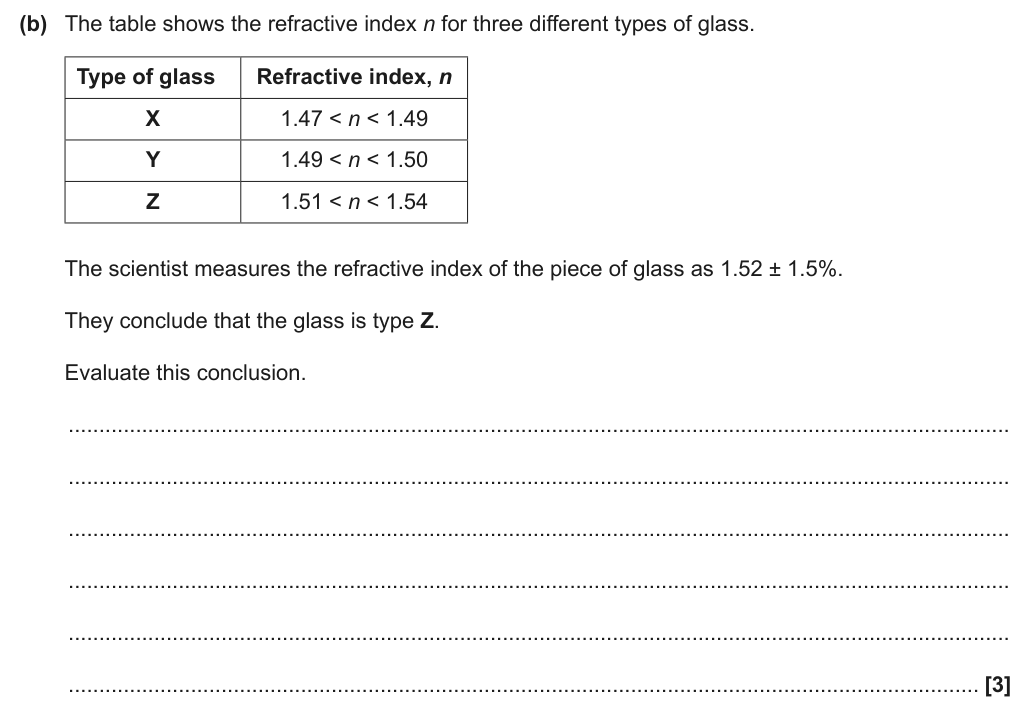 (b) The table shows the refractive index n for three different types of glass.
Type of glass Refractive index, n
X 1.47 < n < 1.49
Y 1.49 < n < 1.50
Z 1.51 < n < 1.54
The scientist measures the refractive index of the piece of glass as 1.52 ± 1.5%.
They conclude that the glass is type Z.
Evaluate this conclusion.
[3]